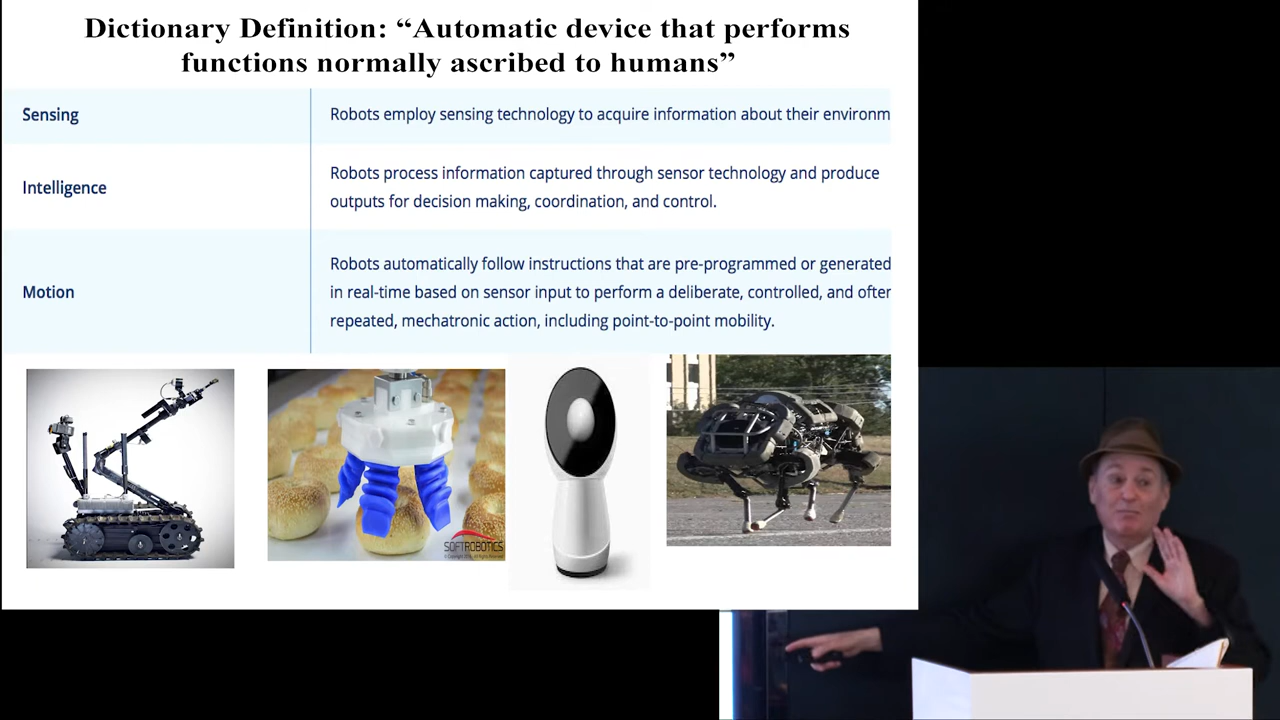 Dictionary Definition: “Automatic device that performs
functions normally ascribed to humans”
Sensing
Robots employ sensing technology to acquire information about their environm
Intelligence
Robots process information captured through sensor technology and produce
outputs for decision making, coordination, and control.
Motion
Robots automatically follow instructions that are pre-programmed or generated
in real-time based on sensor input to perform a deliberate, controlled, and often
repeated, mechatronic action, including point-to-point mobility.
SOFTROBOTICS